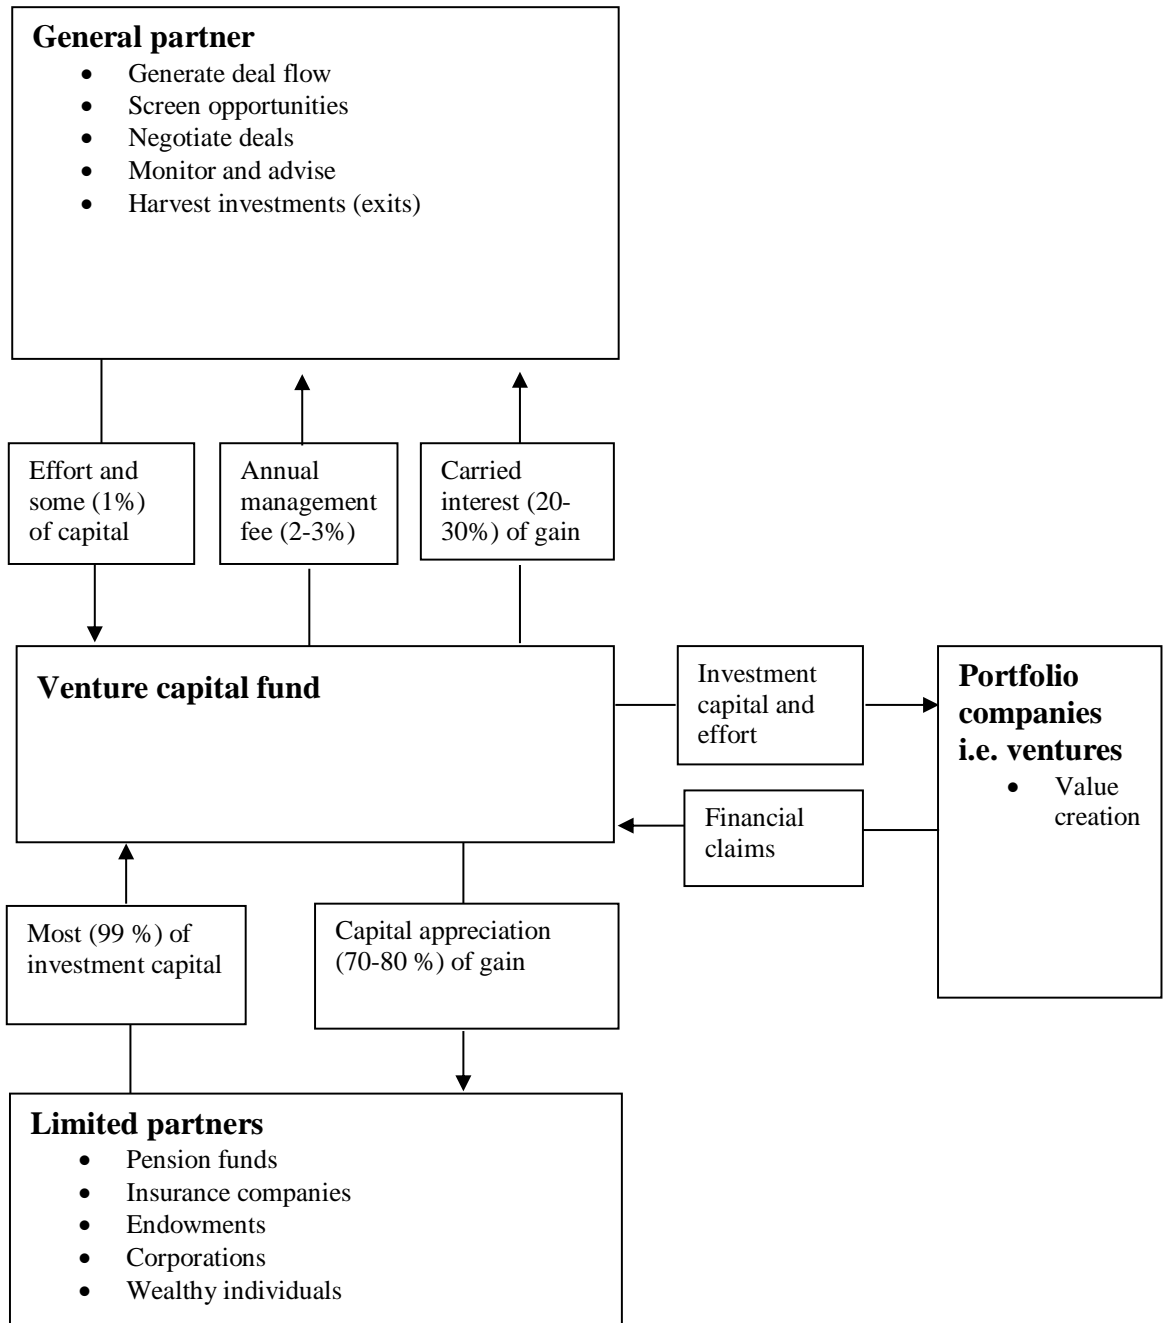 General partner
• Generate deal flow
• Screen opportunities
• Negotiate deals
• Monitor and advise
• Harvest investments (exits)
Effort and
some (1%)
of capital
Annual
management
fee (2-3%)
Carried
interest (20-
30%) of gain
Venture capital fund
Investment
capital and
effort
Financial
claims
Portfolio
companies
i.e. ventures
• Value
creation
Most (99 %) of
investment capital
Capital appreciation
(70-80 %) of gain
Limited partners
• Pension funds
• Insurance companies
• Endowments
• Corporations
• Wealthy individuals